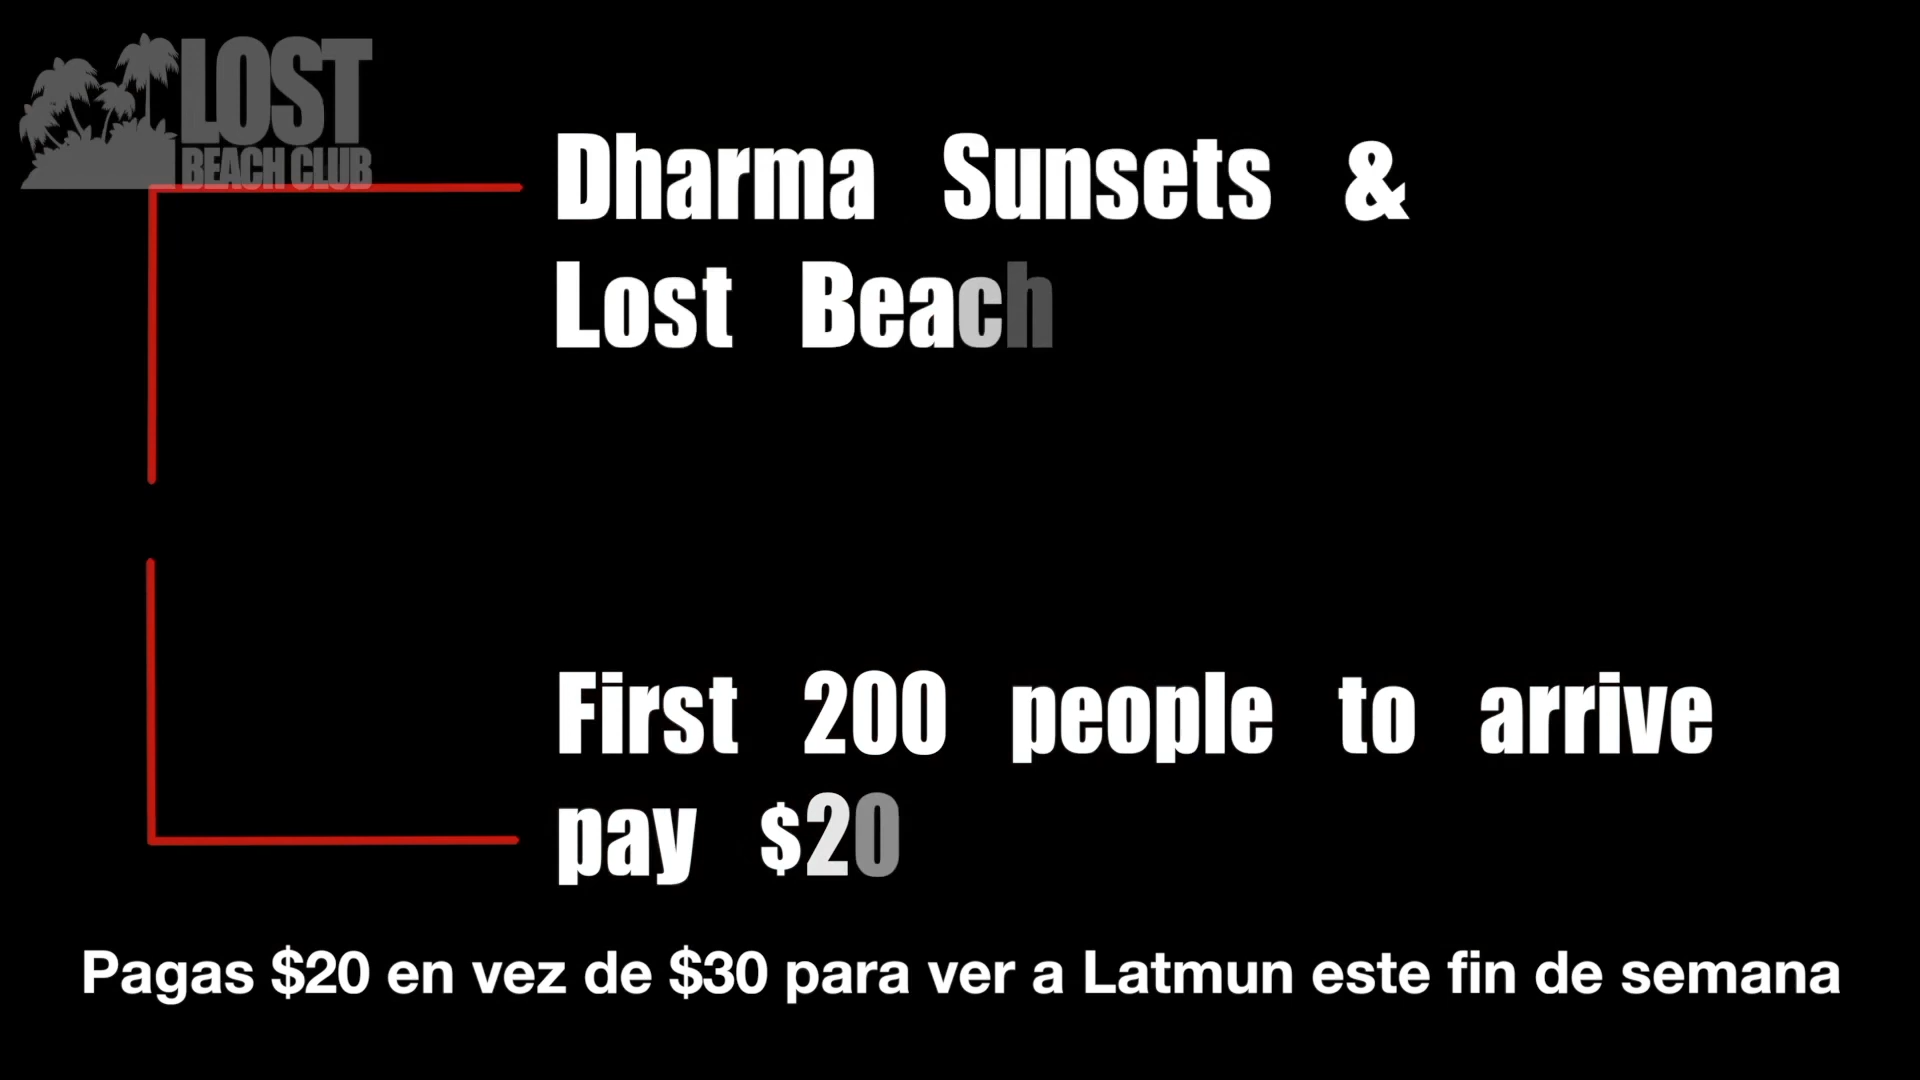 LOST
BEACH CLUB
Dharma Sunsets &
Lost Beach
First 200 people to arrive
pay $20
Pagas $20 en vez de $30 para ver a Latmun este fin de semana